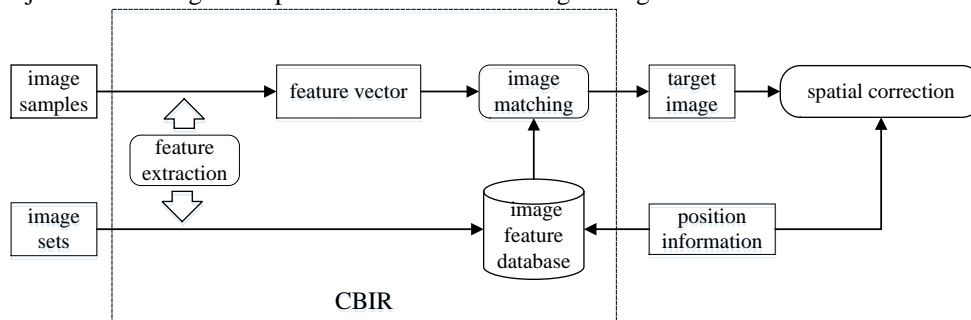 image
samples
feature vector
image
matching
target
image
spatial correction
feature
extraction
image
sets
image
feature
database
position
information
CBIR